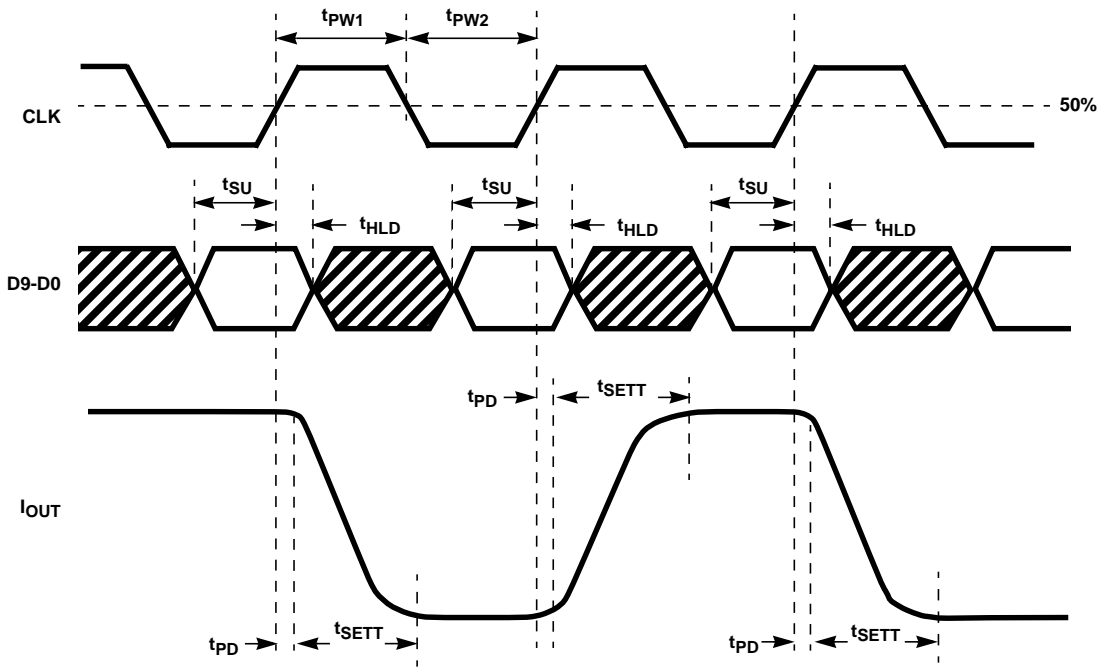 tPW1 tPW2
CLK
50%
tSU tSU tSU
tHLD tHLD tHLD
D9-D0
tPD tSETT
IOUT
tPD tSETT tPD tSETT